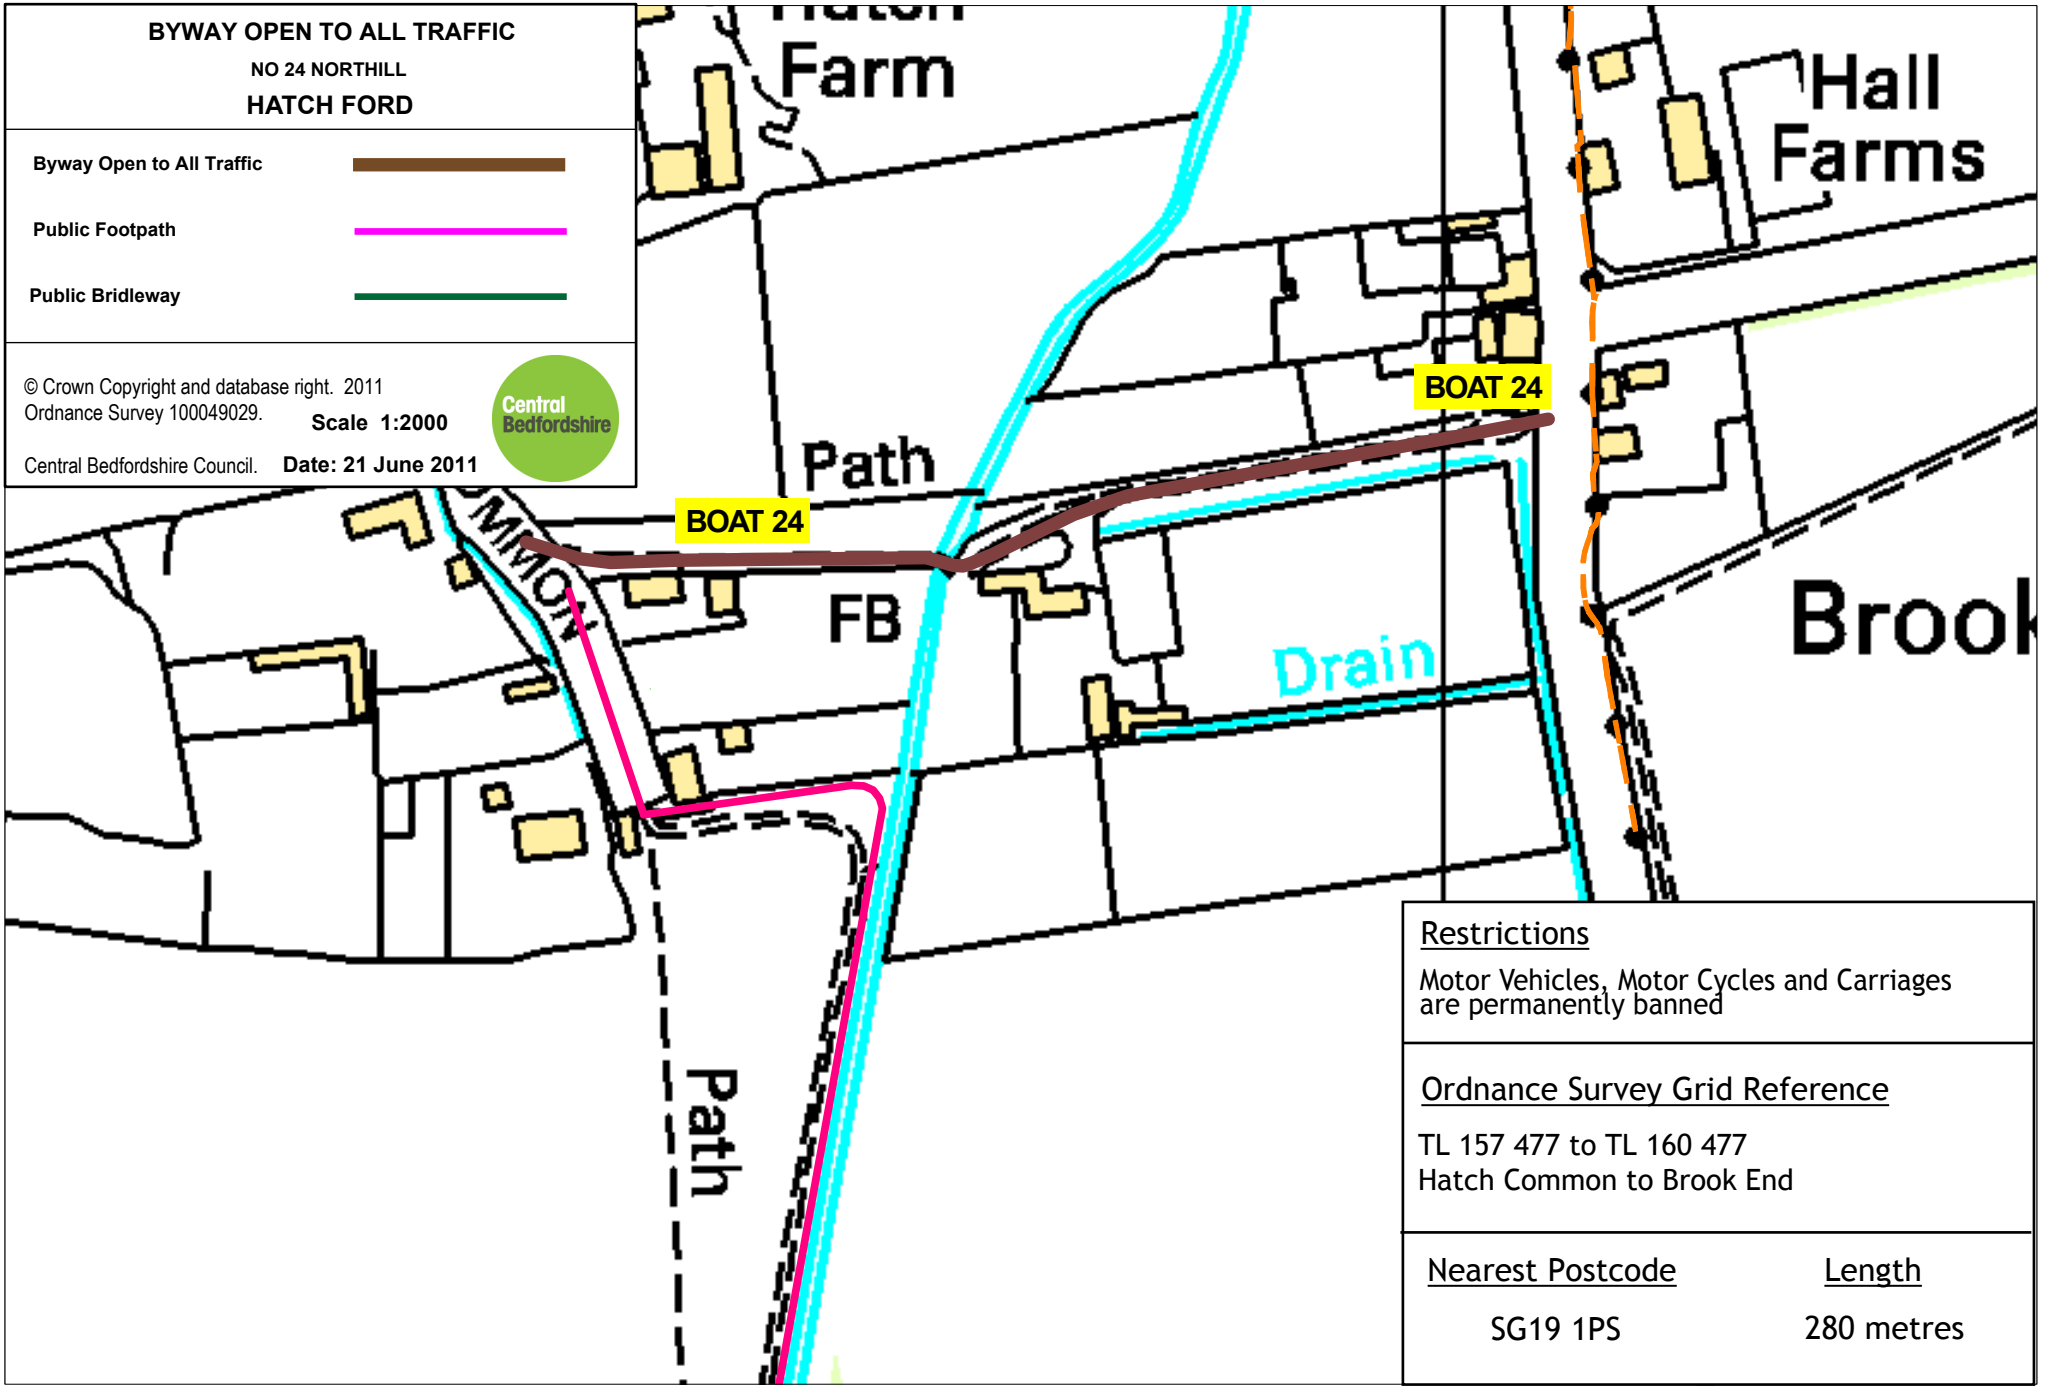 BYWAY OPEN TO ALL TRAFFIC
NO 24 NORTHILL
HATCH FORD
Byway Open to All Traffic
Public Footpath
Public Bridleway
© Crown Copyright and database right. 2011
Ordnance Survey 100049029.
Scale 1:2000
Central Bedfordshire Council.
Date: 21 June 2011
Central
Bedfordshire
Hatch
Farm
Hall
Farms
BOAT 24
Path
BOAT 24
MMON
FB
Drain
Brook
Path
Restrictions
Motor Vehicles, Motor Cycles and Carriages
are permanently banned
Ordnance Survey Grid Reference
TL 157 477 to TL 160 477
Hatch Common to Brook End
Nearest Postcode
Length
SG19 1PS
280 metres